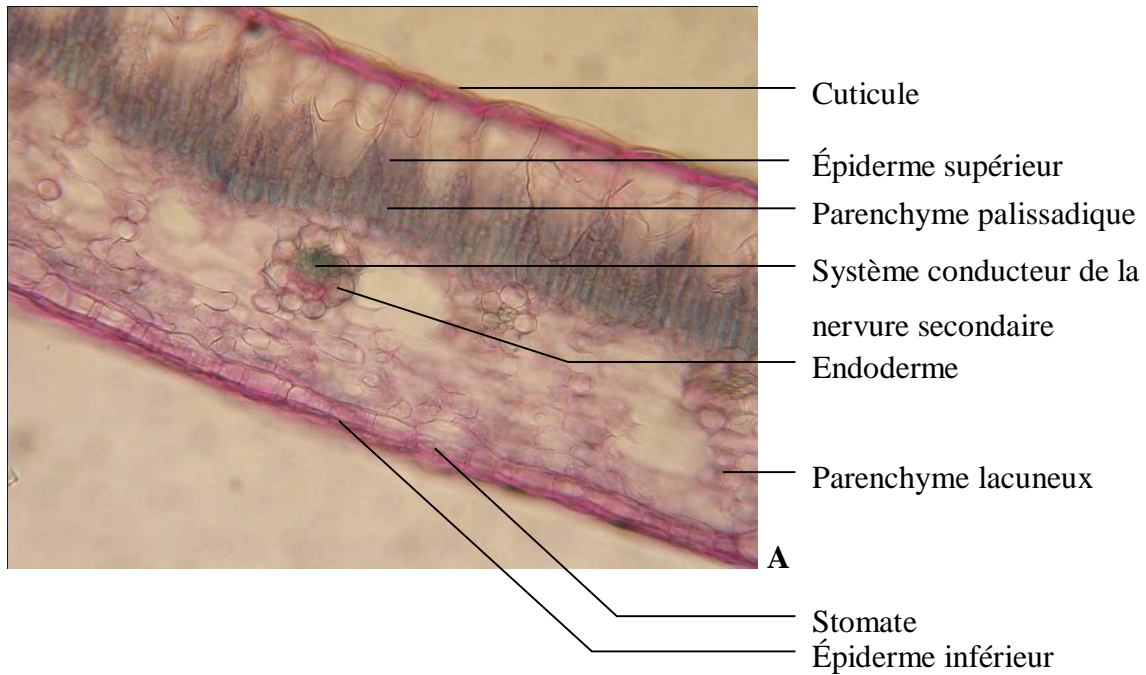 Cuticule
Épiderme supérieur
Parenchyme palissadique
Système conducteur de la
nervure secondaire
Endoderme
Parenchyme lacuneux
A
Stomate
Épiderme inférieur